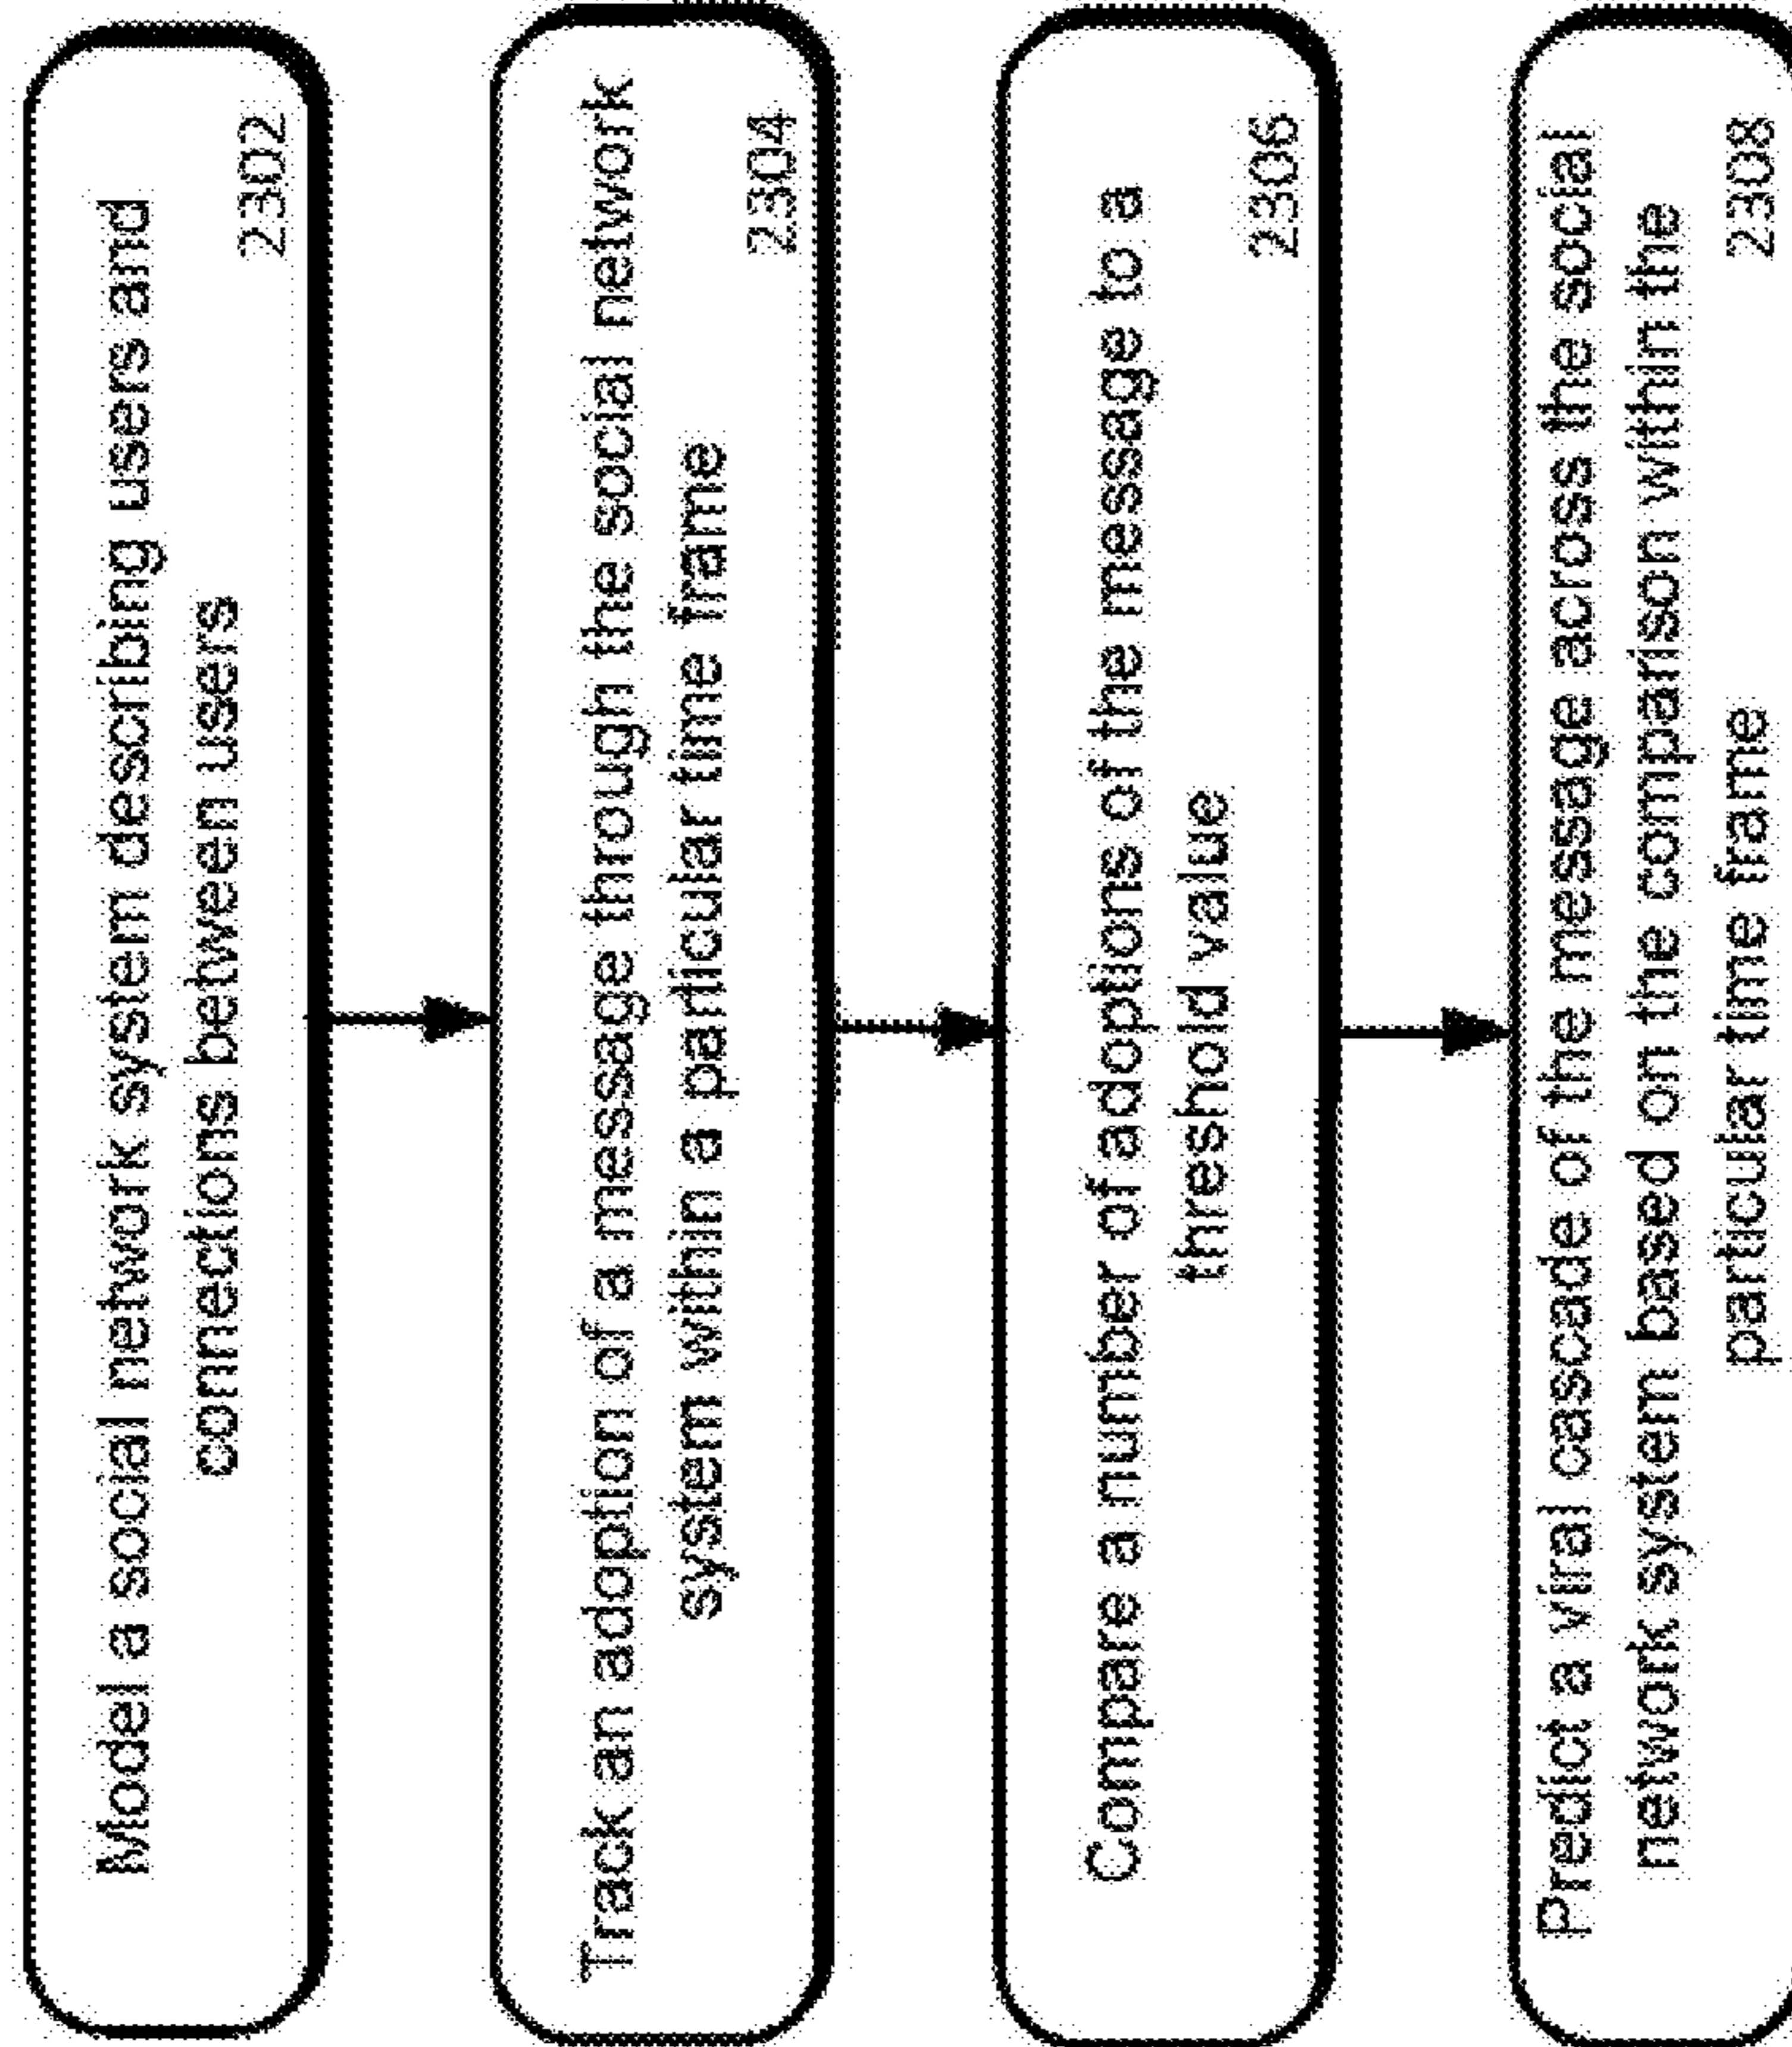 Model a social network system describing users and
connections between users
2302
Track an adoption of a message through the social network
system within a particular time frame
2304
Compare a number of adoptions of the message to a
threshold value
2306
Predict a viral cascade of the message across the social
network system based on the comparison within the
particular time frame
2308